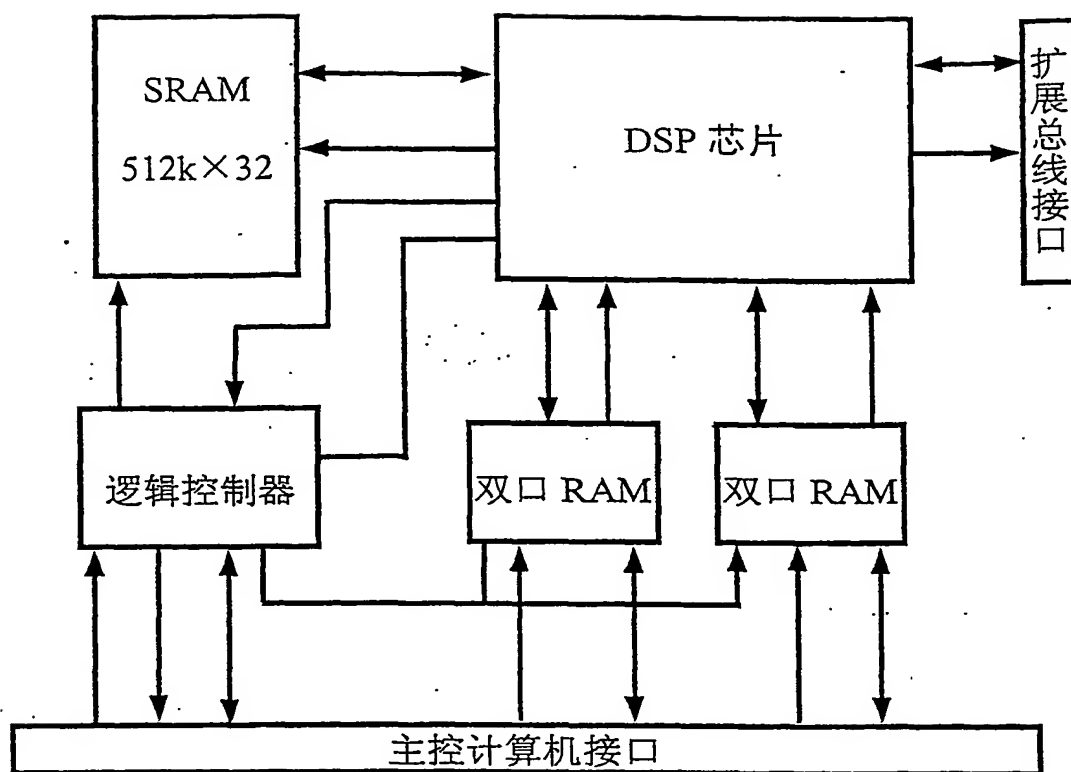 SRAM
512k×32
DSP 芯片
扩展总线接口
逻辑控制器
双口 RAM
双口 RAM
主控计算机接口